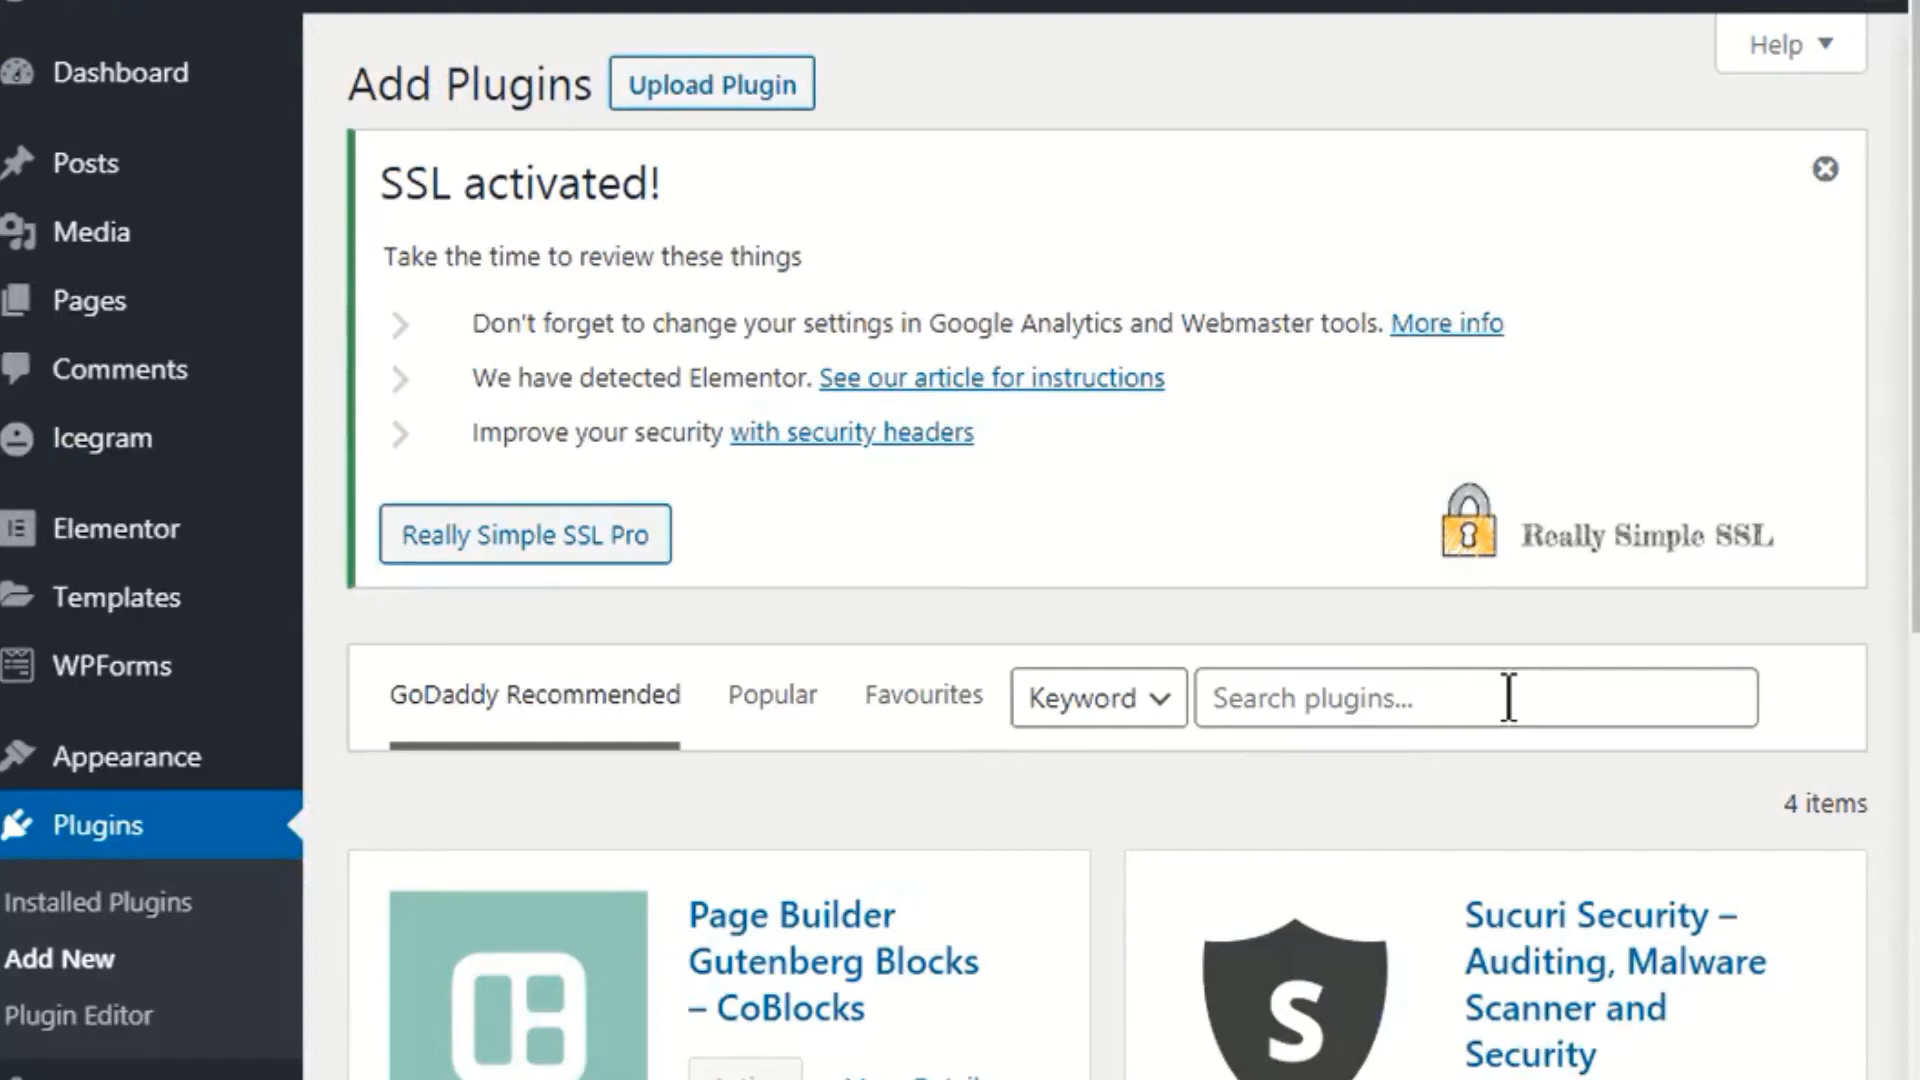 Help
Dashboard
Add Plugins
Upload Plugin
Posts
SSL activated!
Media
Take the time to review these things
Pages
Don't forget to change your settings in Google Analytics and Webmaster tools. More info
Comments
We have detected Elementor. See our article for instructions
Icegram
Improve your security with security headers
Elementor
Really Simple SSL Pro
Really Simple SSL
Templates
WPForms
GoDaddy Recommended
Popular
Favourites
Keyword
Search plugins...
Appearance
Plugins
4 items
Installed Plugins
Add New
Plugin Editor
Page Builder
Gutenberg Blocks
– CoBlocks
S
Sucuri Security –
Auditing, Malware
Scanner and
Security